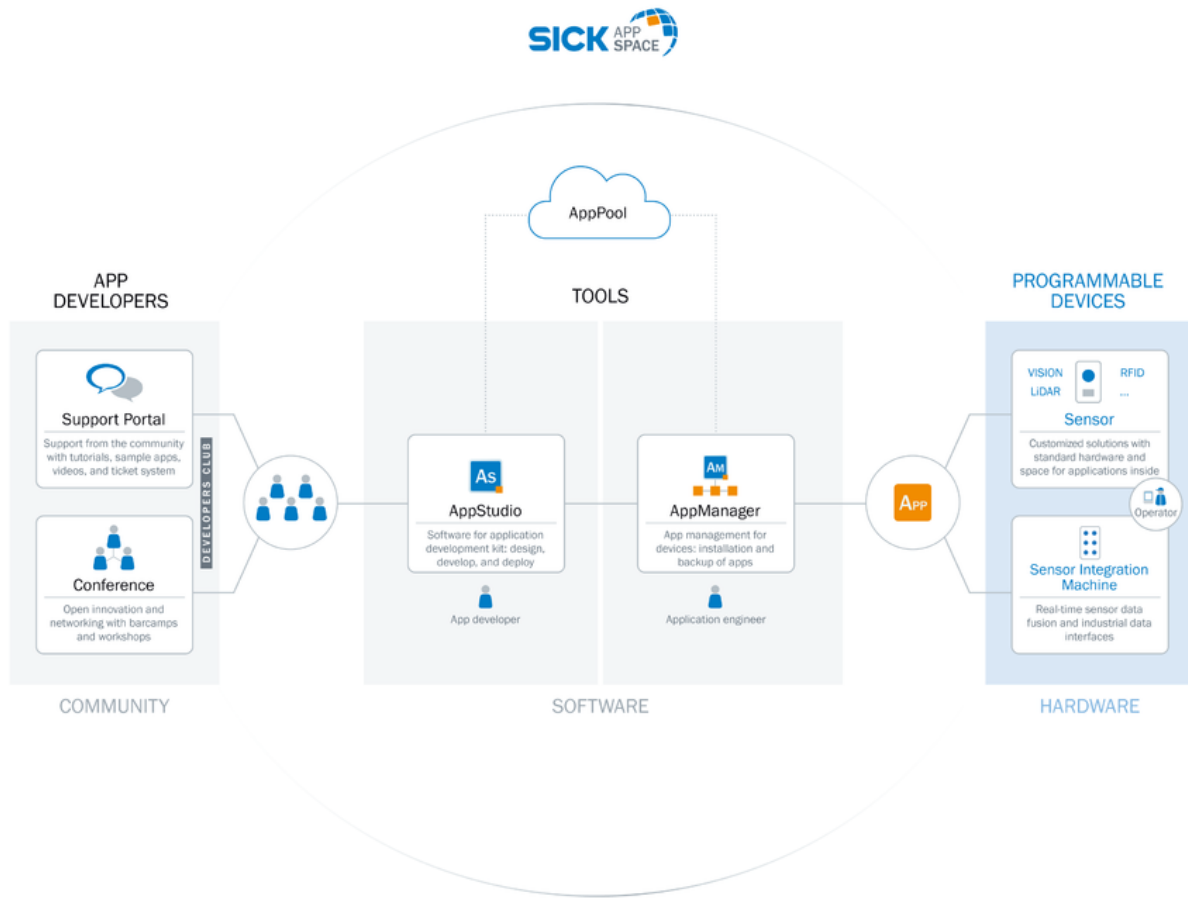 SICK APP
SPACE
AppPool
APP
DEVELOPERS
TOOLS
PROGRAMMABLE
DEVICES
Support Portal
Support from the community
with tutorials, sample apps,
videos, and ticket system
DEVELOPERS CLUB
Conference
Open innovation and
networking with barcamps
and workshops
COMMUNITY
As
AppStudio
Software for application
development kit: design,
develop, and deploy
App developer
AM
AppManager
App management for
devices: installation and
backup of apps
Application engineer
SOFTWARE
APP
VISION
RFID
LiDAR
...
Sensor
Customized solutions with
standard hardware and
space for applications inside
Operator
Sensor Integration
Machine
Real-time sensor data
fusion and industrial data
interfaces
HARDWARE